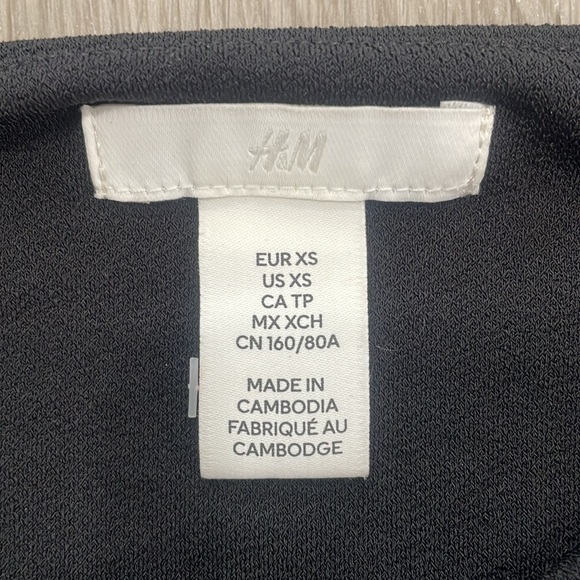 H&M
EUR XS
US XS
CA TP
MX XCH
CN 160/80A
MADE IN
CAMBODIA
FABRIQUÉ AU
CAMBODGE